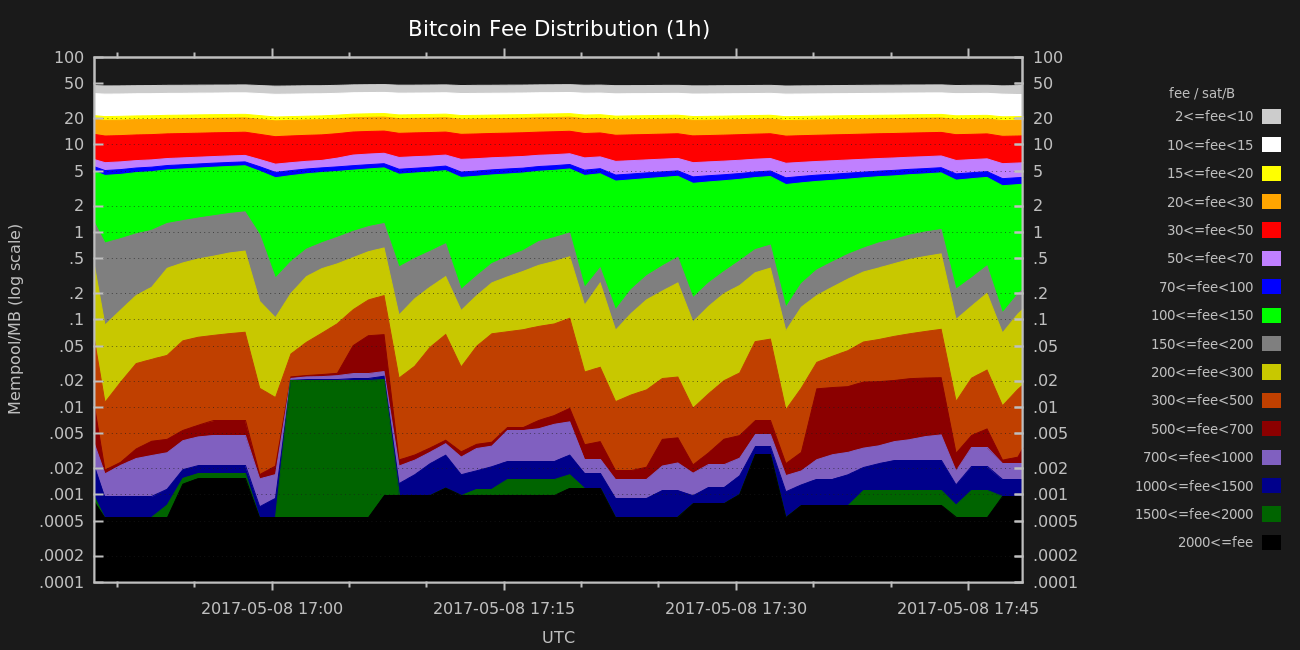 Bitcoin Fee Distribution (1h)
100
50
20
10
5
2
1
.5
.2
.1
.05
.02
.01
.005
.002
.001
.0005
.0002
.0001
Mempool/MB (log scale)
100
50
20
10
5
2
1
.5
.2
.1
.05
.02
.01
.005
.002
.001
.0005
.0002
.0001
2017-05-08 17:00
2017-05-08 17:15
2017-05-08 17:30
2017-05-08 17:45
UTC
fee / sat/B
2<=fee<10
10<=fee<15
15<=fee<20
20<=fee<30
30<=fee<50
50<=fee<70
70<=fee<100
100<=fee<150
150<=fee<200
200<=fee<300
300<=fee<500
500<=fee<700
700<=fee<1000
1000<=fee<1500
1500<=fee<2000
2000<=fee